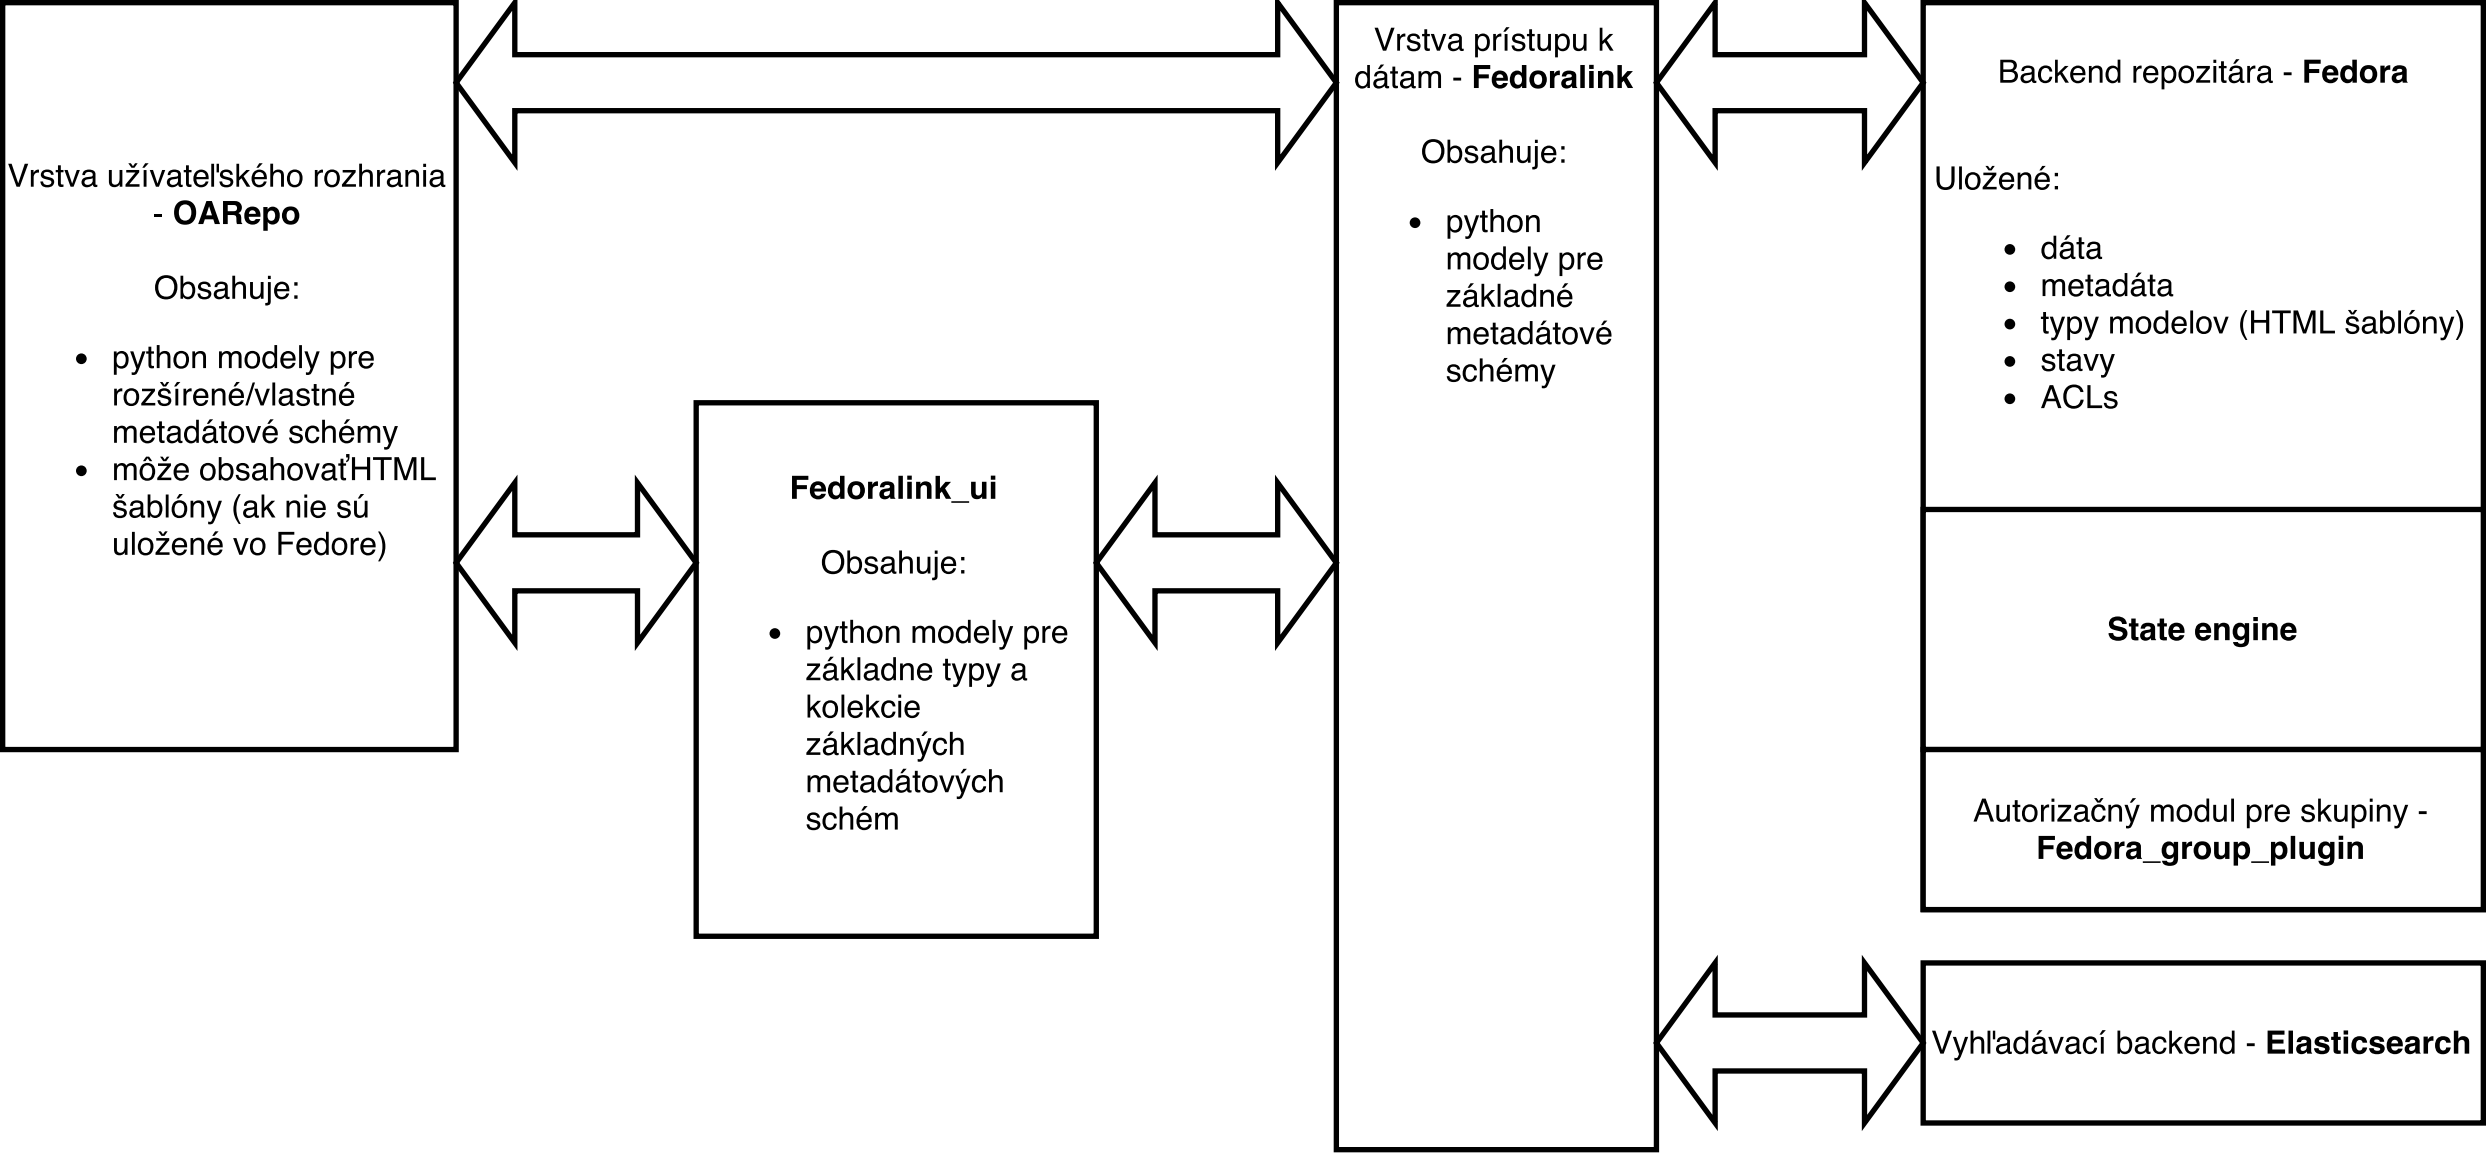 Vrstva užívateľského rozhrania
- OARepo
Obsahuje:
• python modely pre
rozšírené/vlastné
metadátové schémy
• môže obsahovať HTML
šablóny (ak nie sú
uložené vo Fedore)
Fedoralink_ui
Obsahuje:
• python modely pre
základne typy a
kolekcie
základných
metadátových
schém
Vrstva prístupu k
dátam - Fedoralink
Obsahuje:
• python
modely pre
základné
metadátové
schémy
Backend repozitára - Fedora
Uložené:
• dáta
• metadáta
• typy modelov (HTML šablóny)
• stavy
• ACLs
State engine
Autorizačný modul pre skupiny -
Fedora_group_plugin
Vyhľadávací backend - Elasticsearch